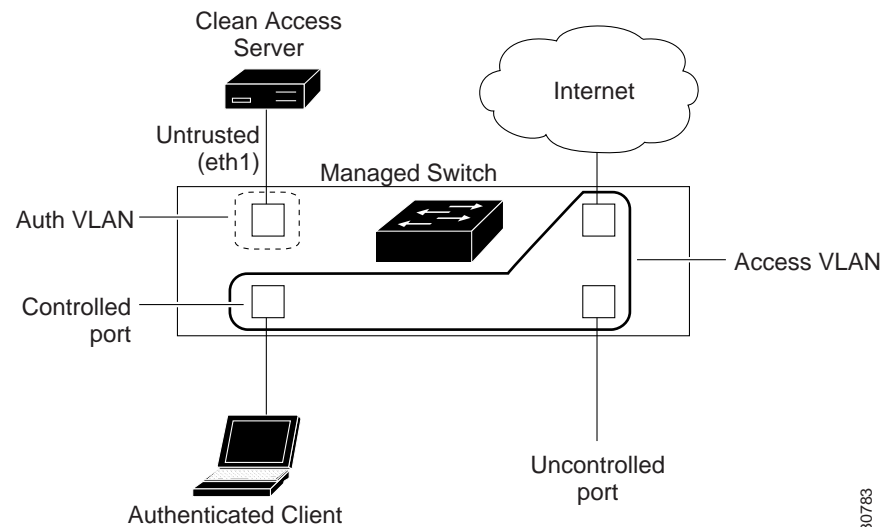 Clean Access
Server
Internet
Untrusted
(eth1)
Managed Switch
Auth VLAN
Access VLAN
Controlled
port
Uncontrolled
port
Authenticated Client